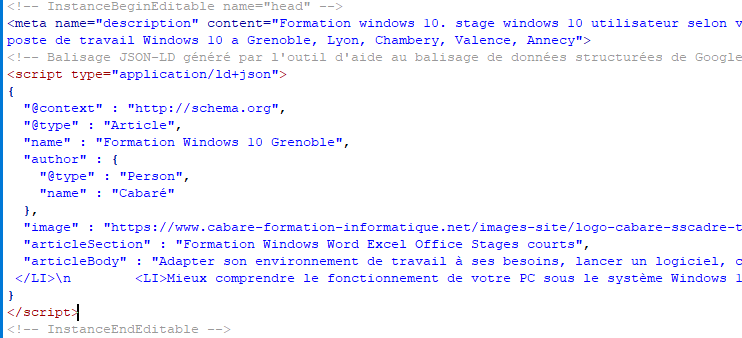 <!-- InstanceBeginEditable name="head" -->
<meta name="description" content="Formation windows 10. stage windows 10 utilisateur selon
poste de travail Windows 10 a Grenoble, Lyon, Chambery, Valence, Annecy">
<!-- Balisage JSON-LD généré par l'outil d'aide au balisage de données structurées de Google
<script type="application/ld+json">
{
"@context" : "http://schema.org",
"@type" : "Article",
"name" : "Formation Windows 10 Grenoble",
"author" : {
"@type" : "Person",
"name" : "Cabaré"
},
"image" : "https://www.cabare-formation-informatique.net/images-site/logo-cabare-sscadre-t
"articleSection" : "Formation Windows Word Excel Office Stages courts",
"articleBody" : "Adapter son environnement de travail à ses besoins, lancer un logiciel,
</LI>\n <LI>Mieux comprendre le fonctionnement de votre PC sous le système Windows 1
}
</script>
<!-- InstanceEndEditable -->